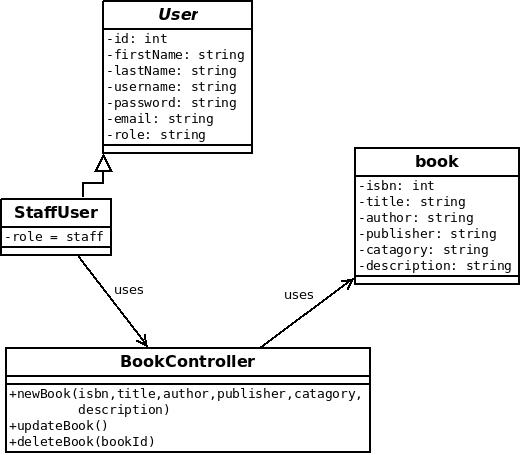 User
-id: int
-firstName: string
-lastName: string
-username: string
-password: string
-email: string
-role: string
StaffUser
-role = staff
book
-isbn: int
-title: string
-author: string
-publisher: string
-catagory: string
-description: string
uses
uses
BookController
+newBook(isbn,title,author,publisher,catagory,
description)
+updateBook()
+deleteBook(bookId)